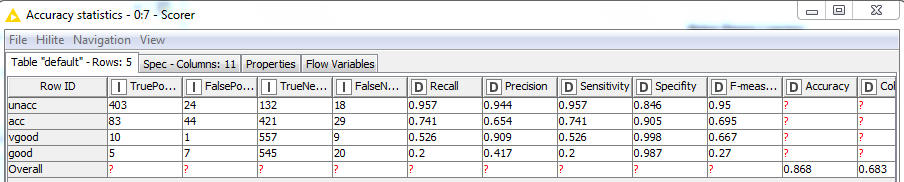 Accuracy statistics - 0:7 - Scorer
File Hilite Navigation View
Table "default" - Rows: 5 Spec - Columns: 11 Properties Flow Variables
Row ID I TruePo... I FalsePo... I TrueNe... I FalseN... D Recall D Precision D Sensitivity D Specifity D F-meas... D Accuracy D Co
unacc 403 24 132 18 0.957 0.944 0.957 0.846 0.95 ? ?
acc 83 44 421 29 0.741 0.654 0.741 0.905 0.695 ? ?
vgood 10 1 557 9 0.526 0.909 0.526 0.998 0.667 ? ?
good 5 7 545 20 0.2 0.417 0.2 0.987 0.27 ? ?
Overall ? ? ? ? ? ? ? ? ? 0.868 0.683